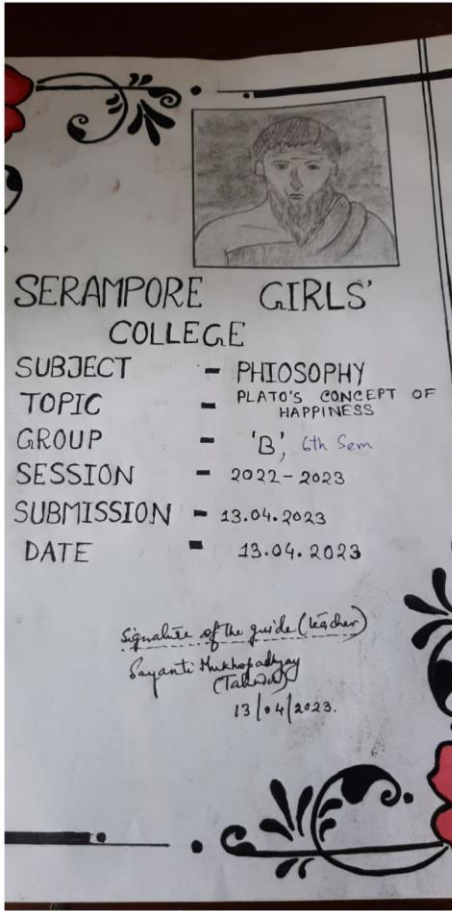 SERAMPORE GIRLS'
COLLEGE
SUBJECT - PHIOSOPHY
TOPIC - PLATO'S CONCEPT OF
HAPPINESS
GROUP - 'B', 6th Sem
SESSION - 2022-2023
SUBMISSION - 13.04.2023
DATE - 13.04.2023
Signature of the guide (teacher)
Sayanti Mukhopadhyay
13/04/2023.